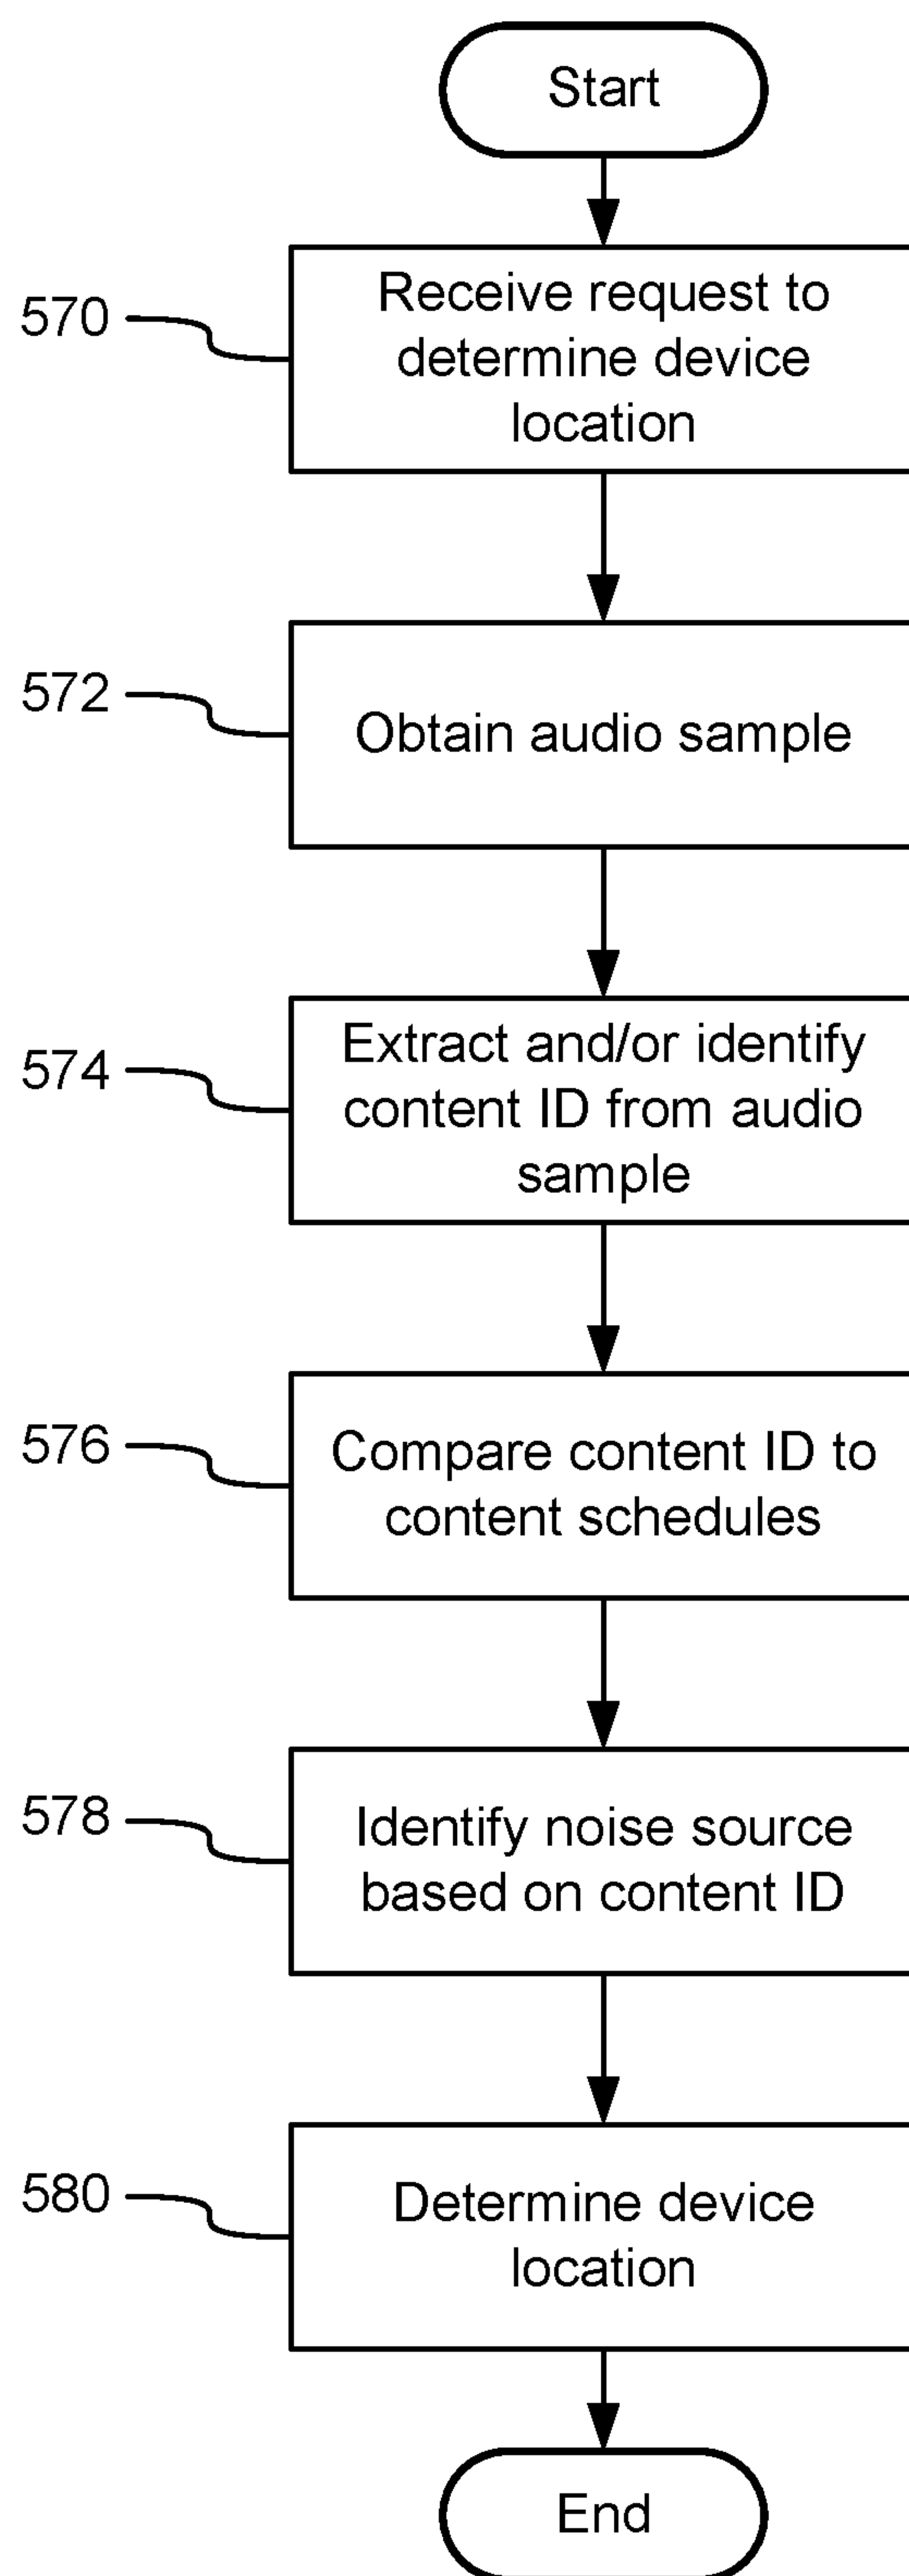 Start
570
Receive request to
determine device
location
572
Obtain audio sample
574
Extract and/or identify
content ID from audio
sample
576
Compare content ID to
content schedules
578
Identify noise source
based on content ID
580
Determine device
location
End